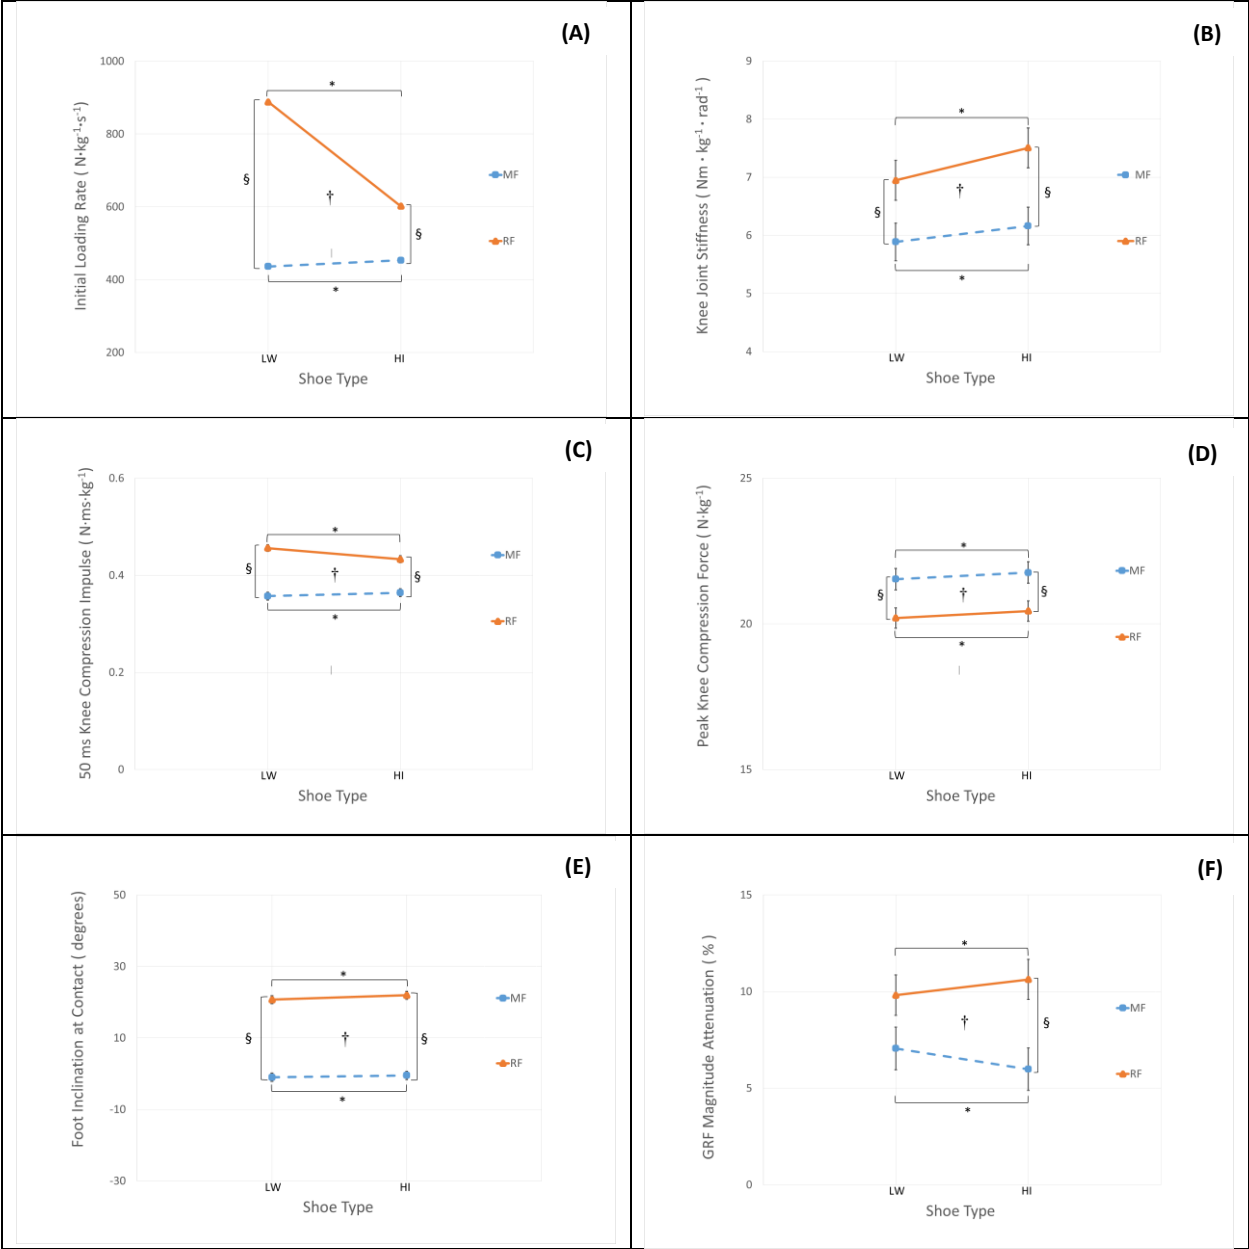 (A)
Initial Loading Rate ( N·kg⁻¹·s⁻¹)
1000
800
600
400
200
*
§
†
§
*
MF
RF
LW HI
Shoe Type
(B)
Knee Joint Stiffness ( Nm · kg⁻¹ · rad⁻¹ )
9
8
7
6
5
4
*
§
†
§
*
MF
RF
LW HI
Shoe Type
(C)
50 ms Knee Compression Impulse ( N·ms·kg⁻¹)
0.6
0.4
0.2
0
*
§
†
§
*
MF
RF
LW HI
Shoe Type
(D)
Peak Knee Compression Force ( N·kg⁻¹)
25
20
15
*
§
†
§
*
MF
RF
LW HI
Shoe Type
(E)
Foot Inclination at Contact ( degrees)
50
30
10
-10
-30
*
§
†
§
*
MF
RF
LW HI
Shoe Type
(F)
GRF Magnitude Attenuation ( % )
15
10
5
0
*
†
§
*
MF
RF
LW HI
Shoe Type